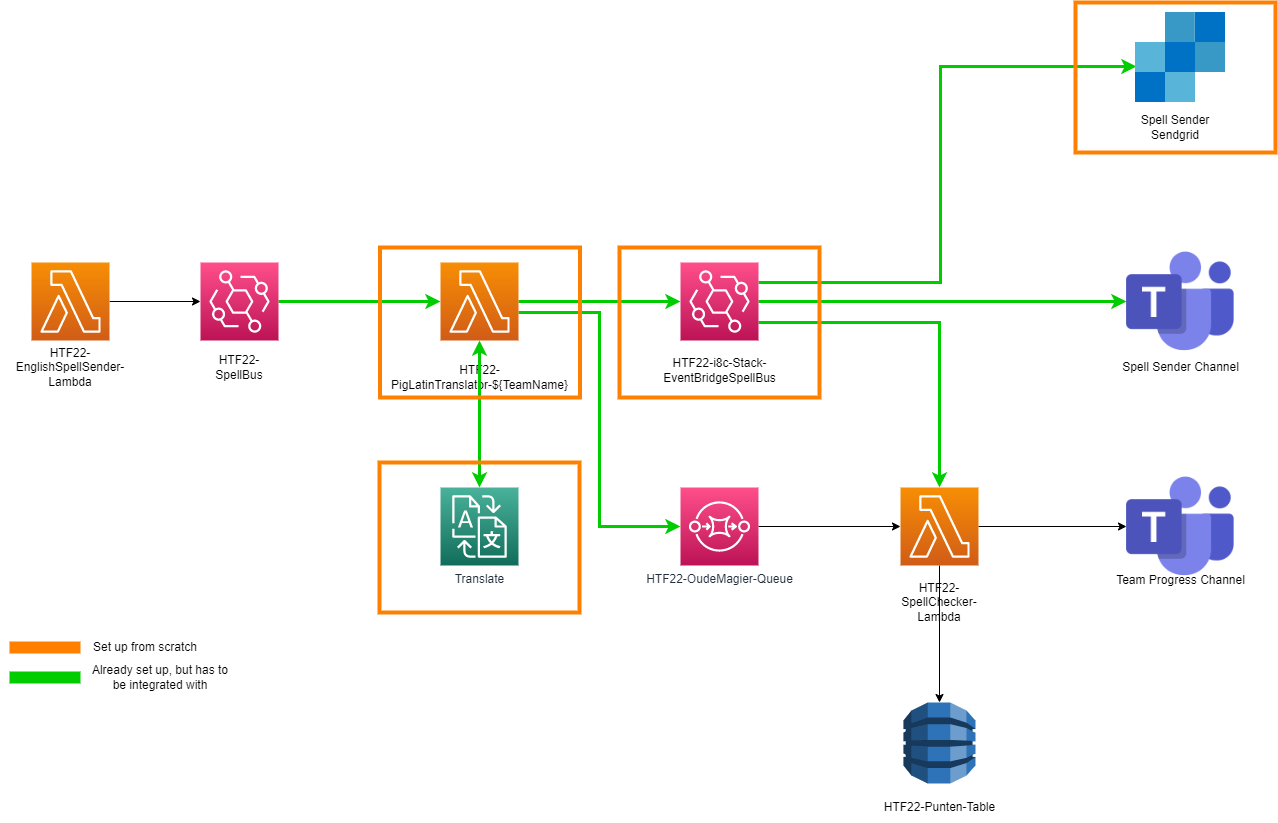 Spell Sender
Sendgrid
HTF22-
EnglishSpellSender-
Lambda
HTF22-
SpellBus
HTF22-
PigLatinTranslator-${TeamName}
HTF22-i8c-Stack-
EventBridgeSpellBus
T
Spell Sender Channel
A
文
Translate
HTF22-OudeMagier-Queue
HTF22-
SpellChecker-
Lambda
T
Team Progress Channel
Set up from scratch
Already set up, but has to
be integrated with
HTF22-Punten-Table